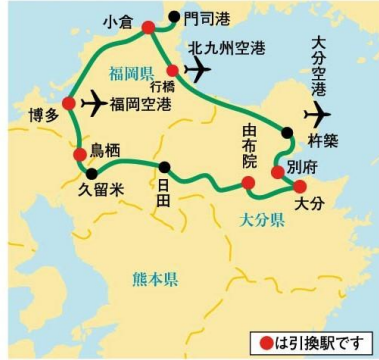 小倉
門司港
北九州空港
福岡県
行橋
大分空港
博多
福岡空港
杵築
鳥栖
由布院
別府
久留米
日田
大分
大分県
熊本県
●は引換駅です